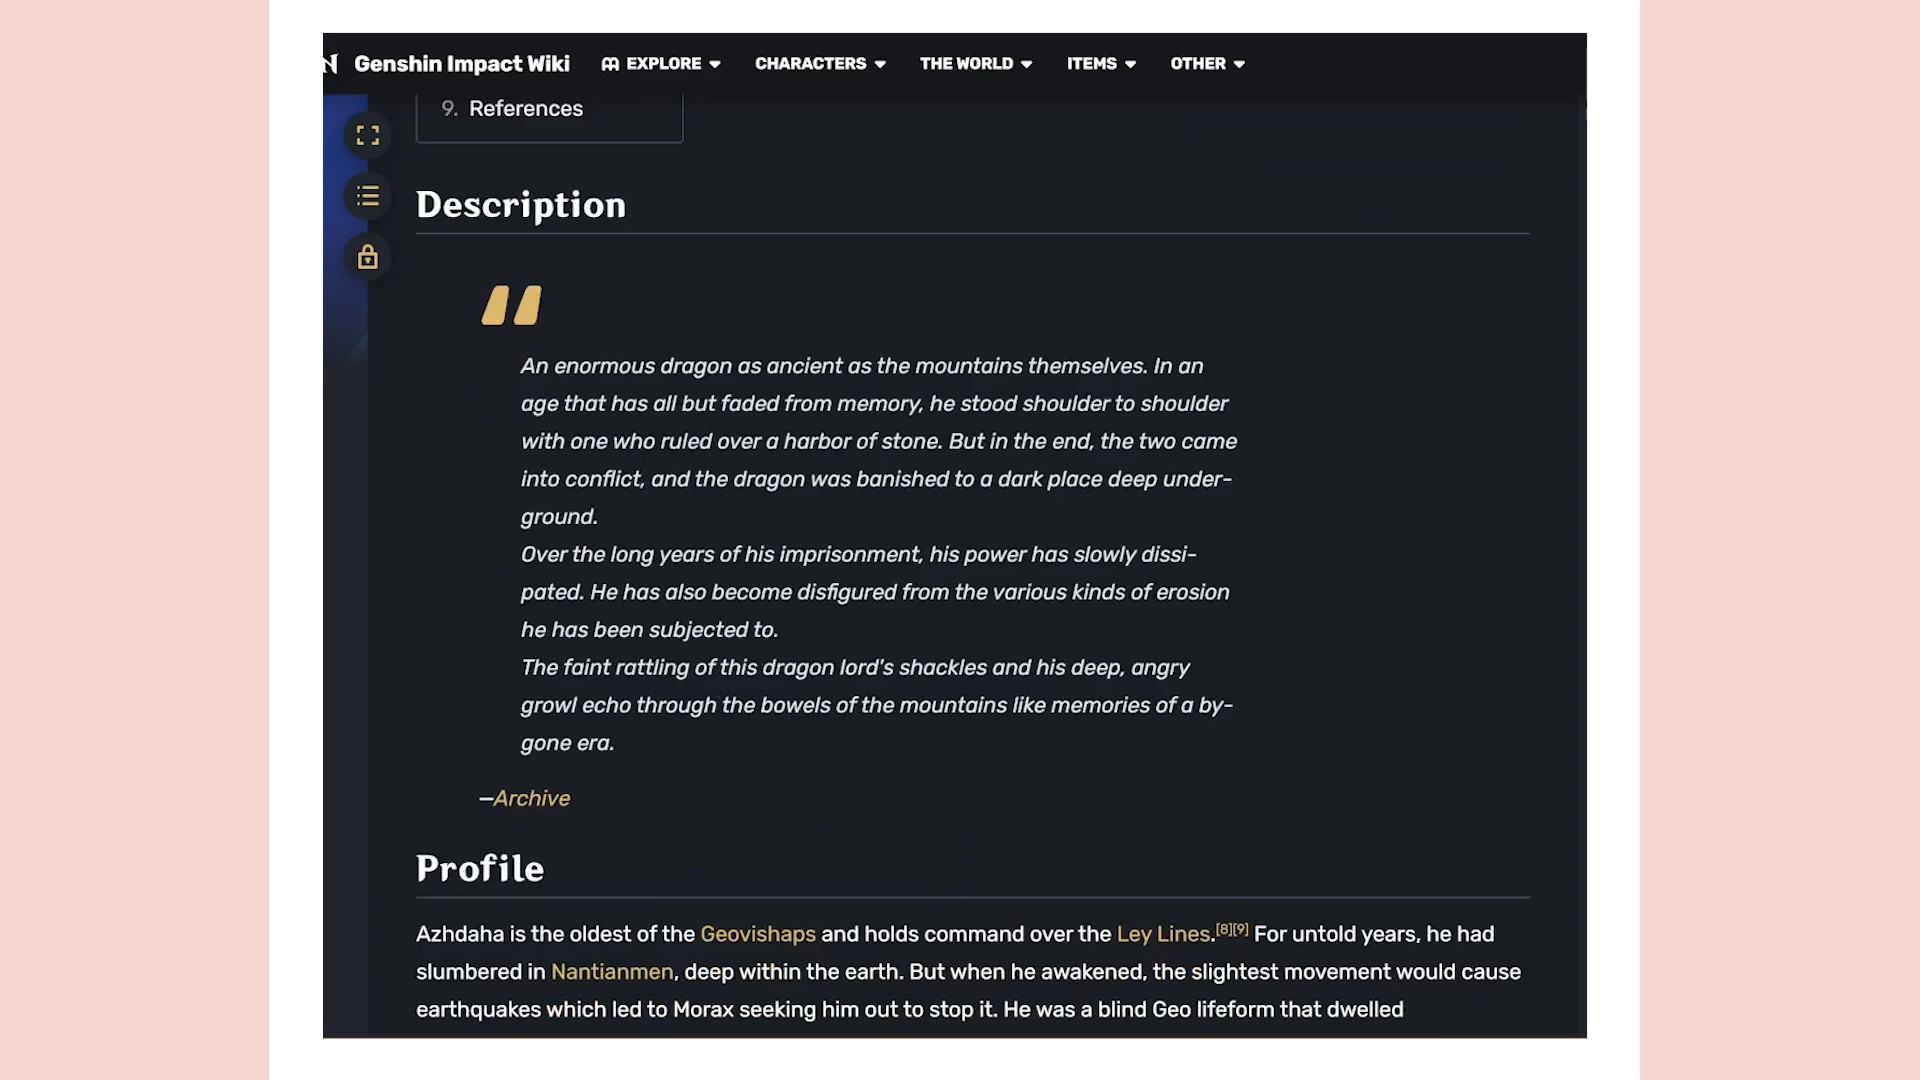 Genshin Impact Wiki EXPLORE CHARACTERS THE WORLD ITEMS OTHER
9. References
Description
An enormous dragon as ancient as the mountains themselves. In an
age that has all but faded from memory, he stood shoulder to shoulder
with one who ruled over a harbor of stone. But in the end, the two came
into conflict, and the dragon was banished to a dark place deep under-
ground.
Over the long years of his imprisonment, his power has slowly dissi-
pated. He has also become disfigured from the various kinds of erosion
he has been subjected to.
The faint rattling of this dragon lord's shackles and his deep, angry
growl echo through the bowels of the mountains like memories of a by-
gone era.
—Archive
Profile
Azhdaha is the oldest of the Geovishaps and holds command over the Ley Lines.[8][9] For untold years, he had
slumbered in Nantianmen, deep within the earth. But when he awakened, the slightest movement would cause
earthquakes which led to Morax seeking him out to stop it. He was a blind Geo lifeform that dwelled